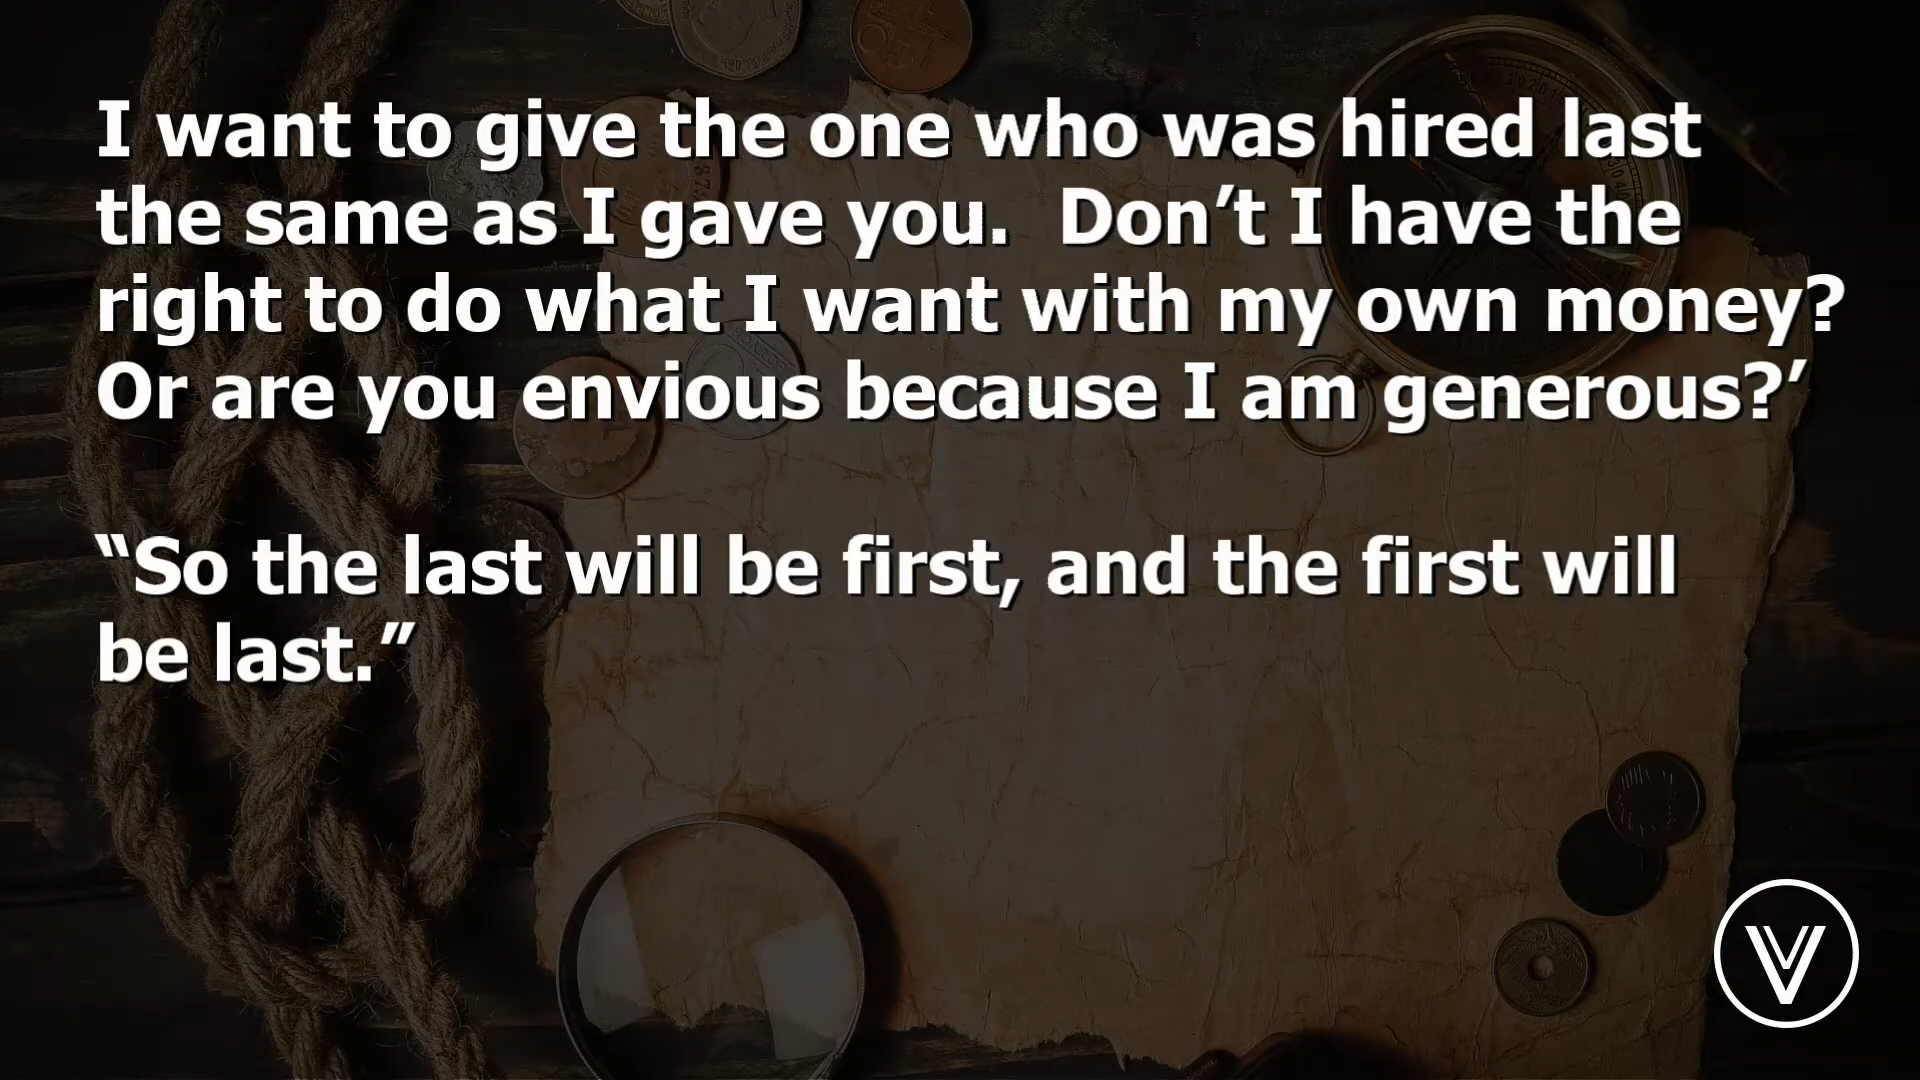 I want to give the one who was hired last
the same as I gave you.  Don’t I have the
right to do what I want with my own money?
Or are you envious because I am generous?’
“So the last will be first, and the first will
be last.”